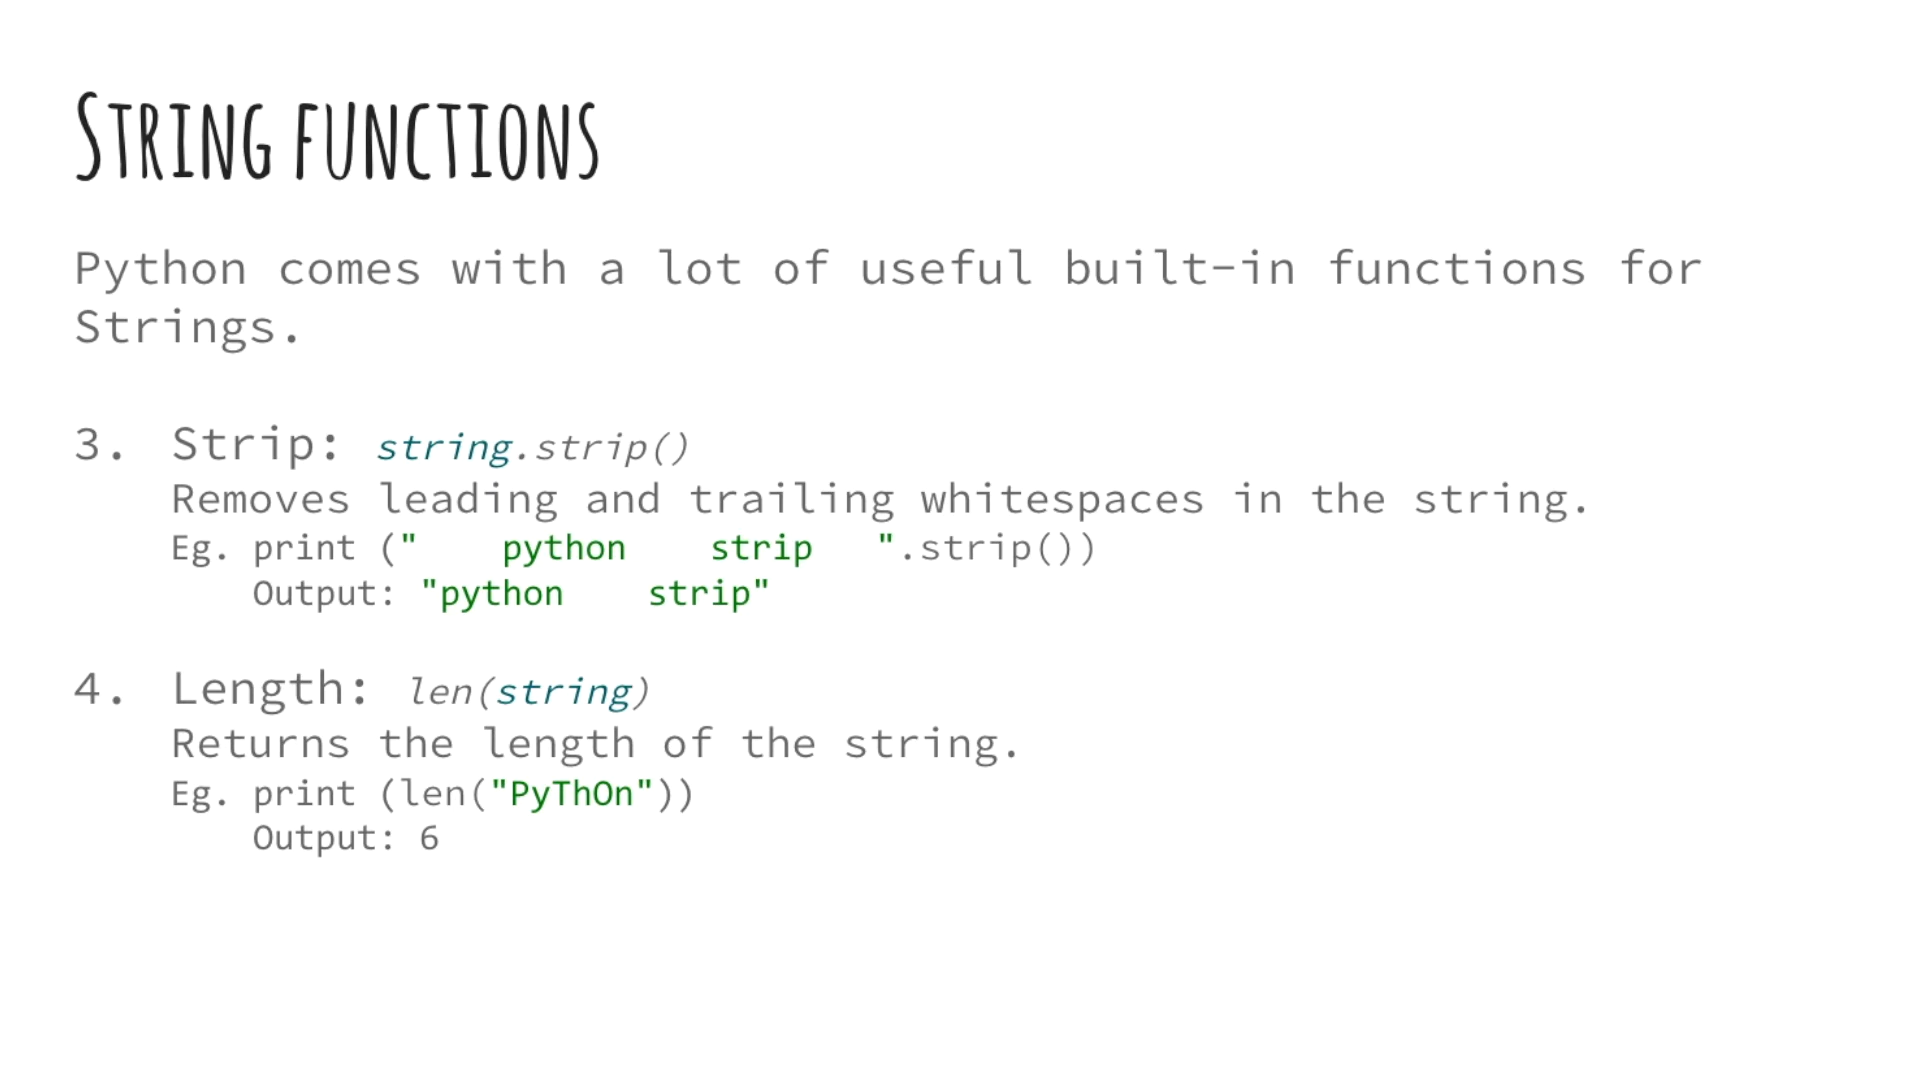 String functions
Python comes with a lot of useful built-in functions for
Strings.
3. Strip: string.strip()
Removes leading and trailing whitespaces in the string.
Eg. print ("    python    strip   ".strip())
Output: "python    strip"
4. Length: len(string)
Returns the length of the string.
Eg. print (len("PyThOn"))
Output: 6